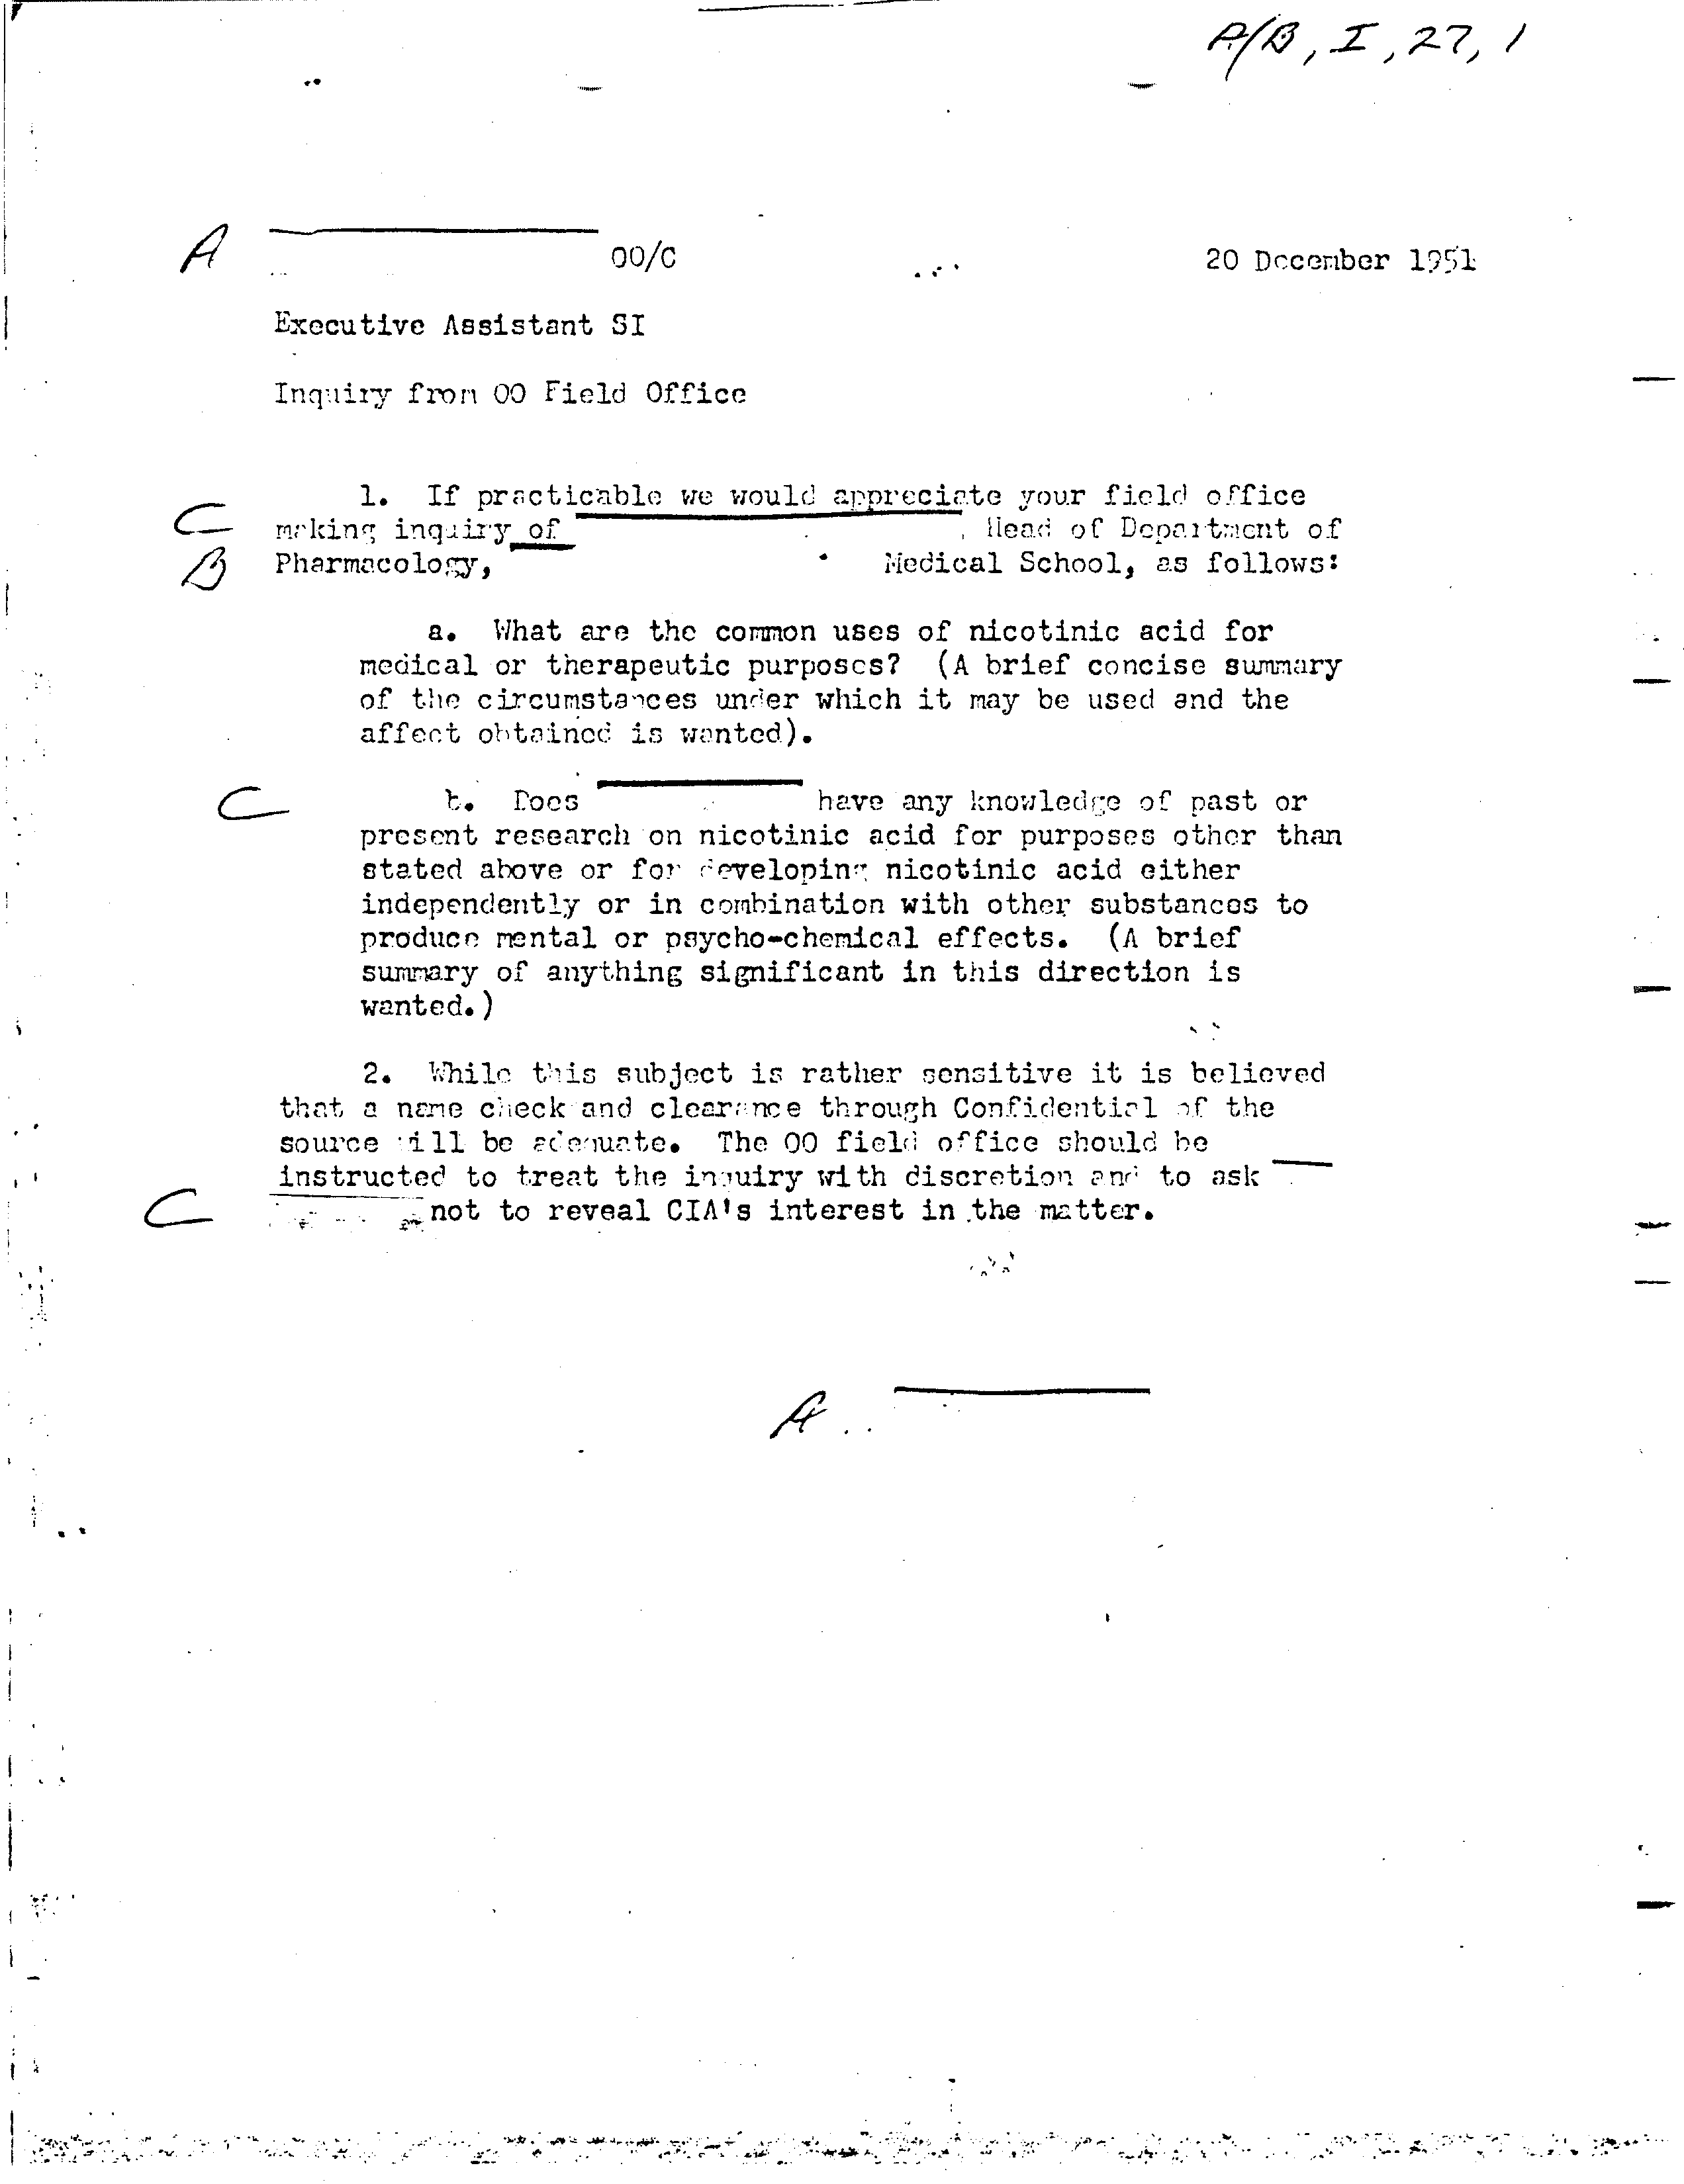 A/B, I, 27, 1
A
00/C
20 December 1951
Executive Assistant SI
Inquiry from OO Field Office
1. If practicable we would appreciate your field office
C making inquiry of , Head of Department of
B Pharmacology, Medical School, as follows:
a. What are the common uses of nicotinic acid for
medical or therapeutic purposes? (A brief concise summary
of the circumstances under which it may be used and the
affect obtained is wanted).
C b. Does have any knowledge of past or
present research on nicotinic acid for purposes other than
stated above or for developing nicotinic acid either
independently or in combination with other substances to
produce mental or psycho-chemical effects. (A brief
summary of anything significant in this direction is
wanted.)
2. While this subject is rather sensitive it is believed
that a name check and clearance through Confidential of the
source will be adequate. The OO field office should be
instructed to treat the inquiry with discretion and to ask
C not to reveal CIA's interest in the matter.
A